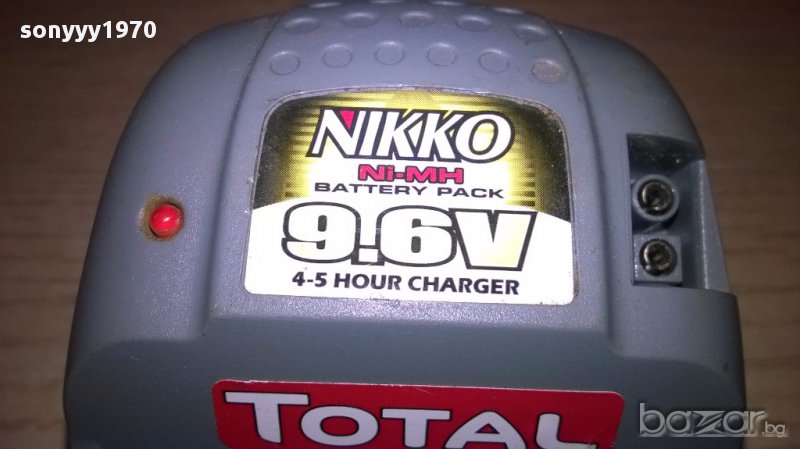 sonyyy1970
NIKKO
Ni-MH
BATTERY PACK
9.6V
4-5 HOUR CHARGER
TOTAL
bazar.bg